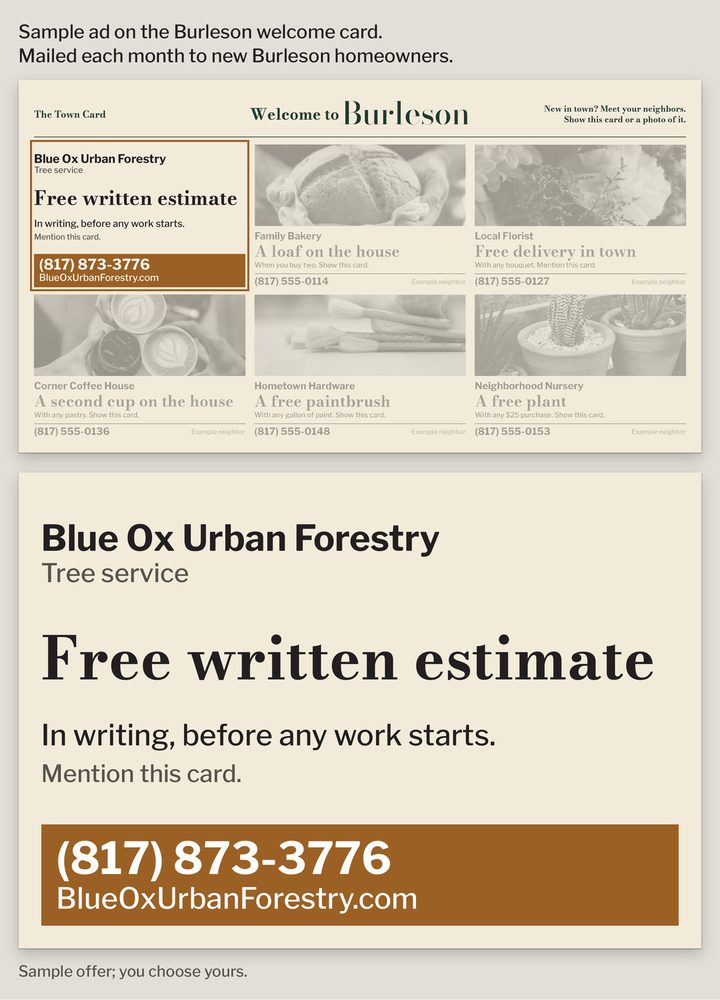 Sample ad on the Burleson welcome card.
Mailed each month to new Burleson homeowners.
The Town Card
Welcome to Burleson
New in town? Meet your neighbors.
Show this card or a photo of it.
Blue Ox Urban Forestry
Tree service
Free written estimate
In writing, before any work starts.
Mention this card.
(817) 873-3776
BlueOxUrbanForestry.com
Family Bakery
A loaf on the house
When you buy two. Show this card.
(817) 555-0114
Example neighbor
Local Florist
Free delivery in town
With any bouquet. Mention this card.
(817) 555-0127
Example neighbor
Corner Coffee House
A second cup on the house
With any pastry. Show this card.
(817) 555-0136
Example neighbor
Hometown Hardware
A free paintbrush
With any gallon of paint. Show this card.
(817) 555-0148
Example neighbor
Neighborhood Nursery
A free plant
With any $25 purchase. Show this card.
(817) 555-0153
Example neighbor
Blue Ox Urban Forestry
Tree service
Free written estimate
In writing, before any work starts.
Mention this card.
(817) 873-3776
BlueOxUrbanForestry.com
Sample offer; you choose yours.